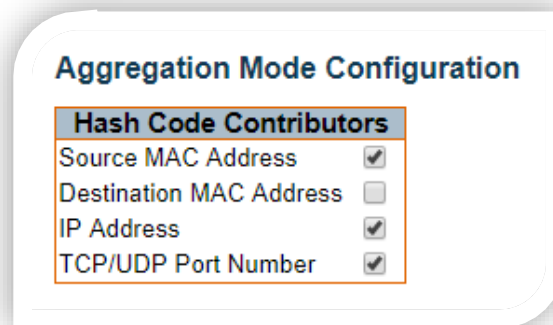 Aggregation Mode Configuration
Hash Code Contributors
Source MAC Address
Destination MAC Address
IP Address
TCP/UDP Port Number